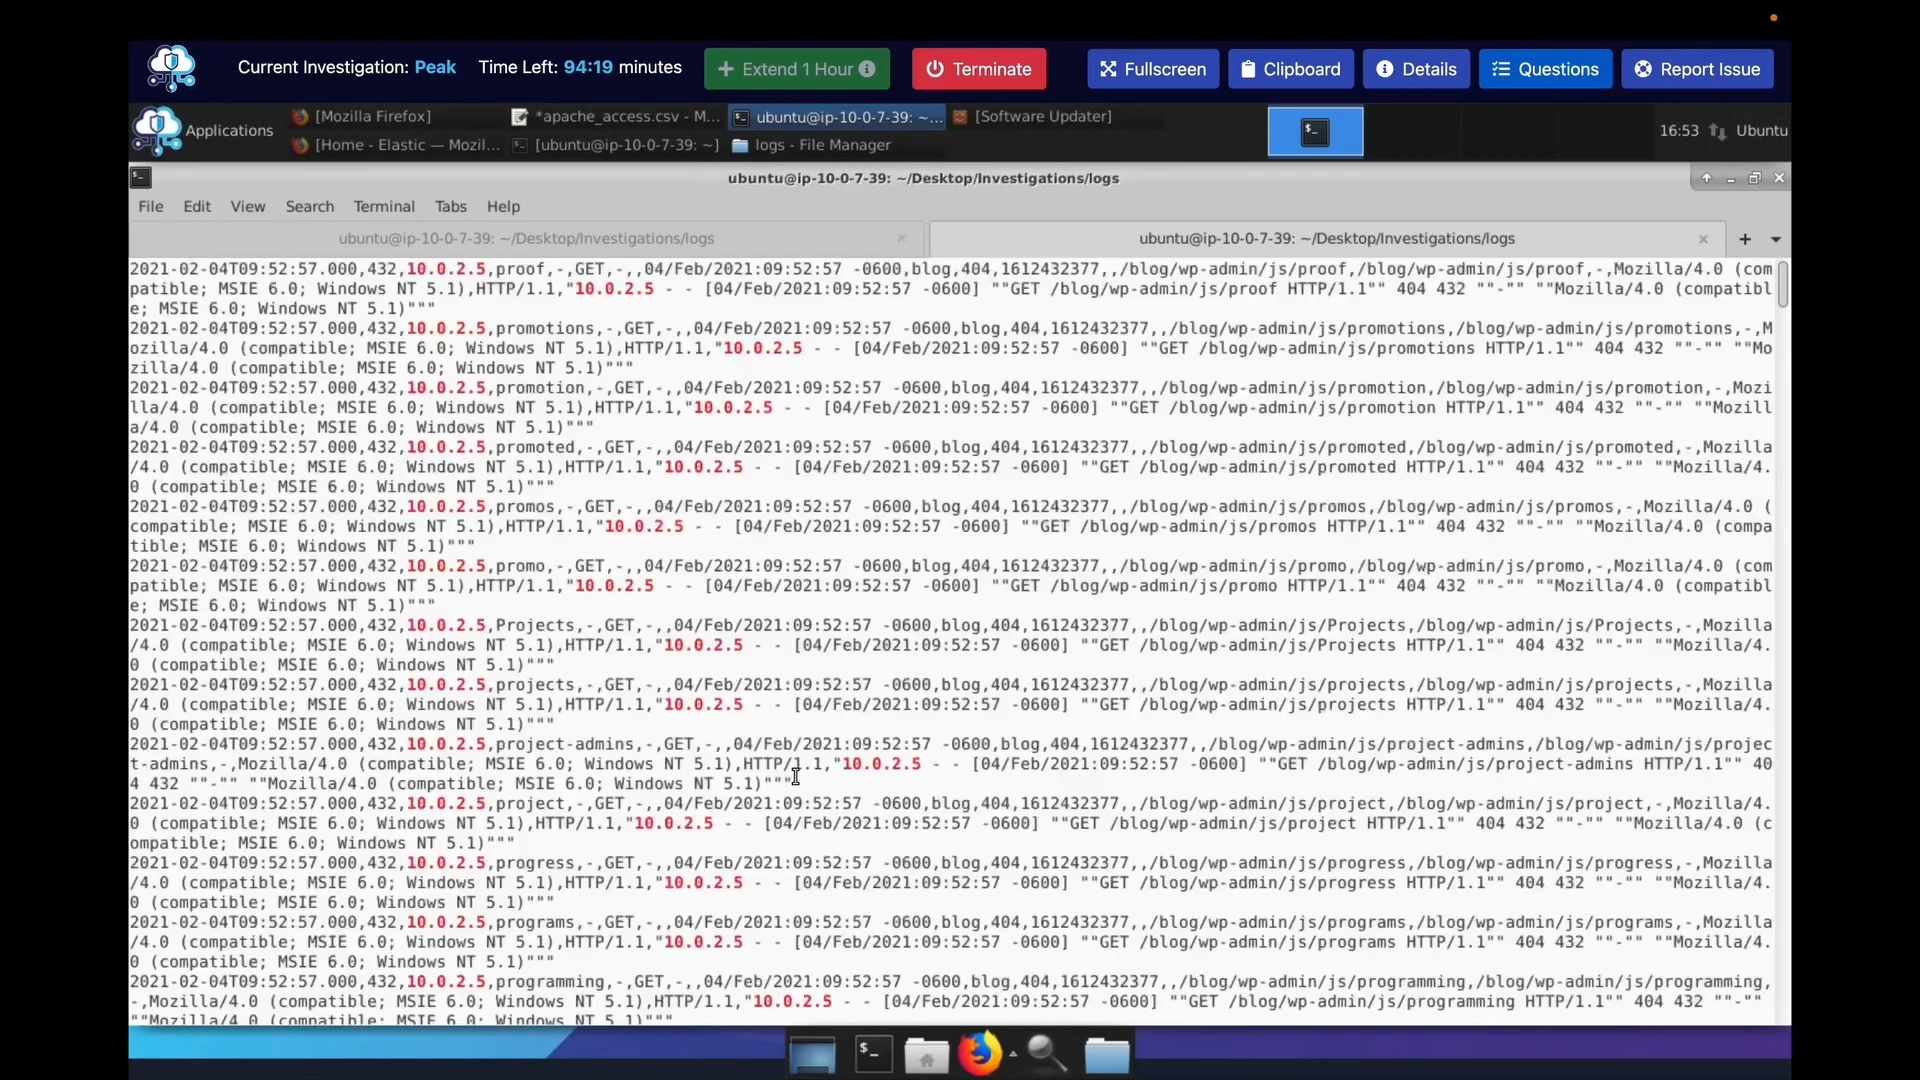 Current Investigation: Peak
Time Left: 94:19 minutes
Extend 1 Hour
Terminate
Fullscreen
Clipboard
Details
Questions
Report Issue
Applications
[Mozilla Firefox]
*apache_access.csv - M...
ubuntu@ip-10-0-7-39: ~...
[Software Updater]
[Home - Elastic — Mozil...
[ubuntu@ip-10-0-7-39: ~]
logs - File Manager
16:53
Ubuntu
ubuntu@ip-10-0-7-39: ~/Desktop/Investigations/logs
File Edit View Search Terminal Tabs Help
ubuntu@ip-10-0-7-39: ~/Desktop/Investigations/logs
ubuntu@ip-10-0-7-39: ~/Desktop/Investigations/logs
2021-02-04T09:52:57.000,432,10.0.2.5,proof,-,GET,-,,04/Feb/2021:09:52:57 -0600,blog,404,1612432377,,/blog/wp-admin/js/proof,/blog/wp-admin/js/proof,-,Mozilla/4.0 (com
patible; MSIE 6.0; Windows NT 5.1),HTTP/1.1,"10.0.2.5 - - [04/Feb/2021:09:52:57 -0600] ""GET /blog/wp-admin/js/proof HTTP/1.1"" 404 432 ""-"" ""Mozilla/4.0 (compatibl
e; MSIE 6.0; Windows NT 5.1)"""
2021-02-04T09:52:57.000,432,10.0.2.5,promotions,-,GET,-,,04/Feb/2021:09:52:57 -0600,blog,404,1612432377,,/blog/wp-admin/js/promotions,/blog/wp-admin/js/promotions,-,M
ozilla/4.0 (compatible; MSIE 6.0; Windows NT 5.1),HTTP/1.1,"10.0.2.5 - - [04/Feb/2021:09:52:57 -0600] ""GET /blog/wp-admin/js/promotions HTTP/1.1"" 404 432 ""-"" ""Mo
zilla/4.0 (compatible; MSIE 6.0; Windows NT 5.1)"""
2021-02-04T09:52:57.000,432,10.0.2.5,promotion,-,GET,-,,04/Feb/2021:09:52:57 -0600,blog,404,1612432377,,/blog/wp-admin/js/promotion,/blog/wp-admin/js/promotion,-,Mozi
lla/4.0 (compatible; MSIE 6.0; Windows NT 5.1),HTTP/1.1,"10.0.2.5 - - [04/Feb/2021:09:52:57 -0600] ""GET /blog/wp-admin/js/promotion HTTP/1.1"" 404 432 ""-"" ""Mozill
a/4.0 (compatible; MSIE 6.0; Windows NT 5.1)"""
2021-02-04T09:52:57.000,432,10.0.2.5,promoted,-,GET,-,,04/Feb/2021:09:52:57 -0600,blog,404,1612432377,,/blog/wp-admin/js/promoted,/blog/wp-admin/js/promoted,-,Mozilla
/4.0 (compatible; MSIE 6.0; Windows NT 5.1),HTTP/1.1,"10.0.2.5 - - [04/Feb/2021:09:52:57 -0600] ""GET /blog/wp-admin/js/promoted HTTP/1.1"" 404 432 ""-"" ""Mozilla/4.
0 (compatible; MSIE 6.0; Windows NT 5.1)"""
2021-02-04T09:52:57.000,432,10.0.2.5,promos,-,GET,-,,04/Feb/2021:09:52:57 -0600,blog,404,1612432377,,/blog/wp-admin/js/promos,/blog/wp-admin/js/promos,-,Mozilla/4.0 (
compatible; MSIE 6.0; Windows NT 5.1),HTTP/1.1,"10.0.2.5 - - [04/Feb/2021:09:52:57 -0600] ""GET /blog/wp-admin/js/promos HTTP/1.1"" 404 432 ""-"" ""Mozilla/4.0 (compa
tible; MSIE 6.0; Windows NT 5.1)"""
2021-02-04T09:52:57.000,432,10.0.2.5,promo,-,GET,-,,04/Feb/2021:09:52:57 -0600,blog,404,1612432377,,/blog/wp-admin/js/promo,/blog/wp-admin/js/promo,-,Mozilla/4.0 (com
patible; MSIE 6.0; Windows NT 5.1),HTTP/1.1,"10.0.2.5 - - [04/Feb/2021:09:52:57 -0600] ""GET /blog/wp-admin/js/promo HTTP/1.1"" 404 432 ""-"" ""Mozilla/4.0 (compatibl
e; MSIE 6.0; Windows NT 5.1)"""
2021-02-04T09:52:57.000,432,10.0.2.5,Projects,-,GET,-,,04/Feb/2021:09:52:57 -0600,blog,404,1612432377,,/blog/wp-admin/js/Projects,/blog/wp-admin/js/Projects,-,Mozilla
/4.0 (compatible; MSIE 6.0; Windows NT 5.1),HTTP/1.1,"10.0.2.5 - - [04/Feb/2021:09:52:57 -0600] ""GET /blog/wp-admin/js/Projects HTTP/1.1"" 404 432 ""-"" ""Mozilla/4.
0 (compatible; MSIE 6.0; Windows NT 5.1)"""
2021-02-04T09:52:57.000,432,10.0.2.5,projects,-,GET,-,,04/Feb/2021:09:52:57 -0600,blog,404,1612432377,,/blog/wp-admin/js/projects,/blog/wp-admin/js/projects,-,Mozilla
/4.0 (compatible; MSIE 6.0; Windows NT 5.1),HTTP/1.1,"10.0.2.5 - - [04/Feb/2021:09:52:57 -0600] ""GET /blog/wp-admin/js/projects HTTP/1.1"" 404 432 ""-"" ""Mozilla/4.
0 (compatible; MSIE 6.0; Windows NT 5.1)"""
2021-02-04T09:52:57.000,432,10.0.2.5,project-admins,-,GET,-,,04/Feb/2021:09:52:57 -0600,blog,404,1612432377,,/blog/wp-admin/js/project-admins,/blog/wp-admin/js/projec
t-admins,-,Mozilla/4.0 (compatible; MSIE 6.0; Windows NT 5.1),HTTP/1.1,"10.0.2.5 - - [04/Feb/2021:09:52:57 -0600] ""GET /blog/wp-admin/js/project-admins HTTP/1.1"" 40
4 432 ""-"" ""Mozilla/4.0 (compatible; MSIE 6.0; Windows NT 5.1)"""
2021-02-04T09:52:57.000,432,10.0.2.5,project,-,GET,-,,04/Feb/2021:09:52:57 -0600,blog,404,1612432377,,/blog/wp-admin/js/project,/blog/wp-admin/js/project,-,Mozilla/4.
0 (compatible; MSIE 6.0; Windows NT 5.1),HTTP/1.1,"10.0.2.5 - - [04/Feb/2021:09:52:57 -0600] ""GET /blog/wp-admin/js/project HTTP/1.1"" 404 432 ""-"" ""Mozilla/4.0 (c
ompatible; MSIE 6.0; Windows NT 5.1)"""
2021-02-04T09:52:57.000,432,10.0.2.5,progress,-,GET,-,,04/Feb/2021:09:52:57 -0600,blog,404,1612432377,,/blog/wp-admin/js/progress,/blog/wp-admin/js/progress,-,Mozilla
/4.0 (compatible; MSIE 6.0; Windows NT 5.1),HTTP/1.1,"10.0.2.5 - - [04/Feb/2021:09:52:57 -0600] ""GET /blog/wp-admin/js/progress HTTP/1.1"" 404 432 ""-"" ""Mozilla/4.
0 (compatible; MSIE 6.0; Windows NT 5.1)"""
2021-02-04T09:52:57.000,432,10.0.2.5,programs,-,GET,-,,04/Feb/2021:09:52:57 -0600,blog,404,1612432377,,/blog/wp-admin/js/programs,/blog/wp-admin/js/programs,-,Mozilla
/4.0 (compatible; MSIE 6.0; Windows NT 5.1),HTTP/1.1,"10.0.2.5 - - [04/Feb/2021:09:52:57 -0600] ""GET /blog/wp-admin/js/programs HTTP/1.1"" 404 432 ""-"" ""Mozilla/4.
0 (compatible; MSIE 6.0; Windows NT 5.1)"""
2021-02-04T09:52:57.000,432,10.0.2.5,programming,-,GET,-,,04/Feb/2021:09:52:57 -0600,blog,404,1612432377,,/blog/wp-admin/js/programming,/blog/wp-admin/js/programming,
-,Mozilla/4.0 (compatible; MSIE 6.0; Windows NT 5.1),HTTP/1.1,"10.0.2.5 - - [04/Feb/2021:09:52:57 -0600] ""GET /blog/wp-admin/js/programming HTTP/1.1"" 404 432 ""-""
""Mozilla/4.0 (compatible; MSIE 6.0; Windows NT 5.1)"""